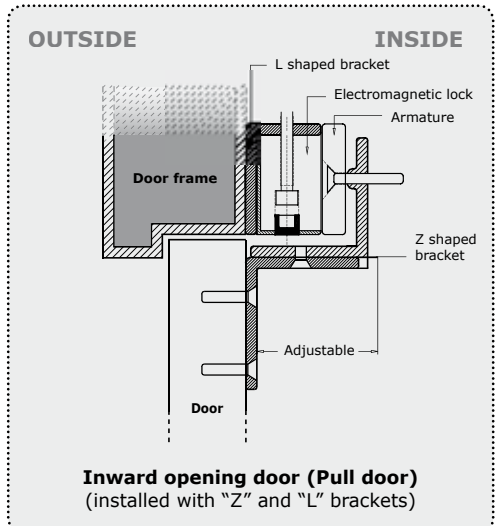 OUTSIDE INSIDE
L shaped bracket
Electromagnetic lock
Armature
Door frame
Z shaped
bracket
Adjustable
Door
Inward opening door (Pull door)
(installed with “Z” and “L” brackets)